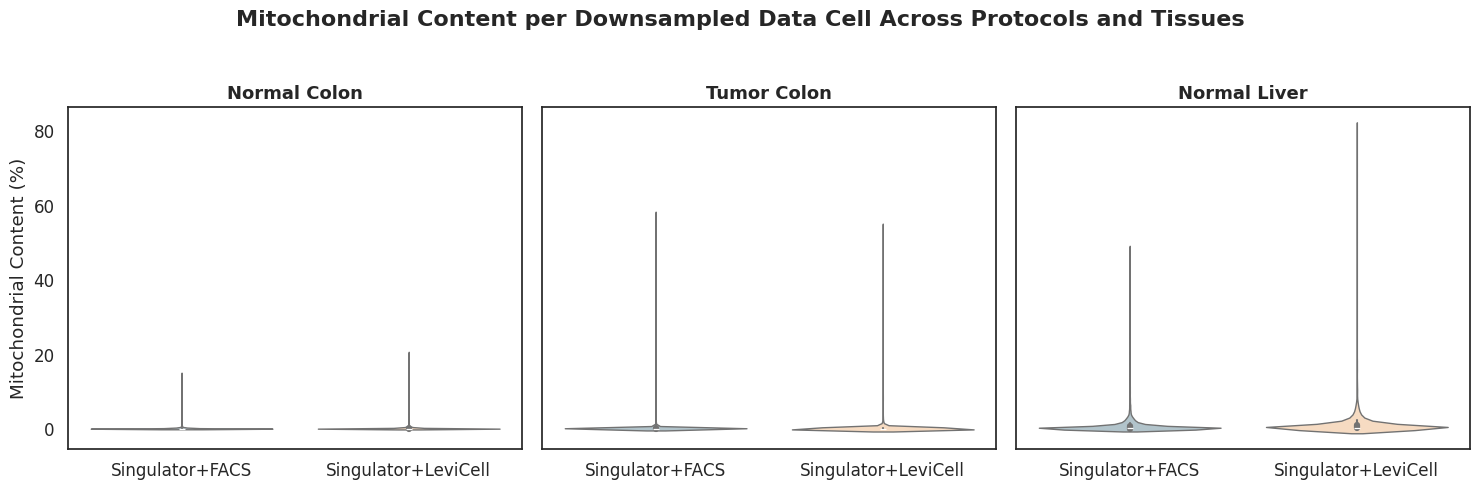 Mitochondrial Content per Downsampled Data Cell Across Protocols and Tissues
Normal Colon
Tumor Colon
Normal Liver
Mitochondrial Content (%)
80
60
40
20
0
Singulator+FACS
Singulator+LeviCell
Singulator+FACS
Singulator+LeviCell
Singulator+FACS
Singulator+LeviCell